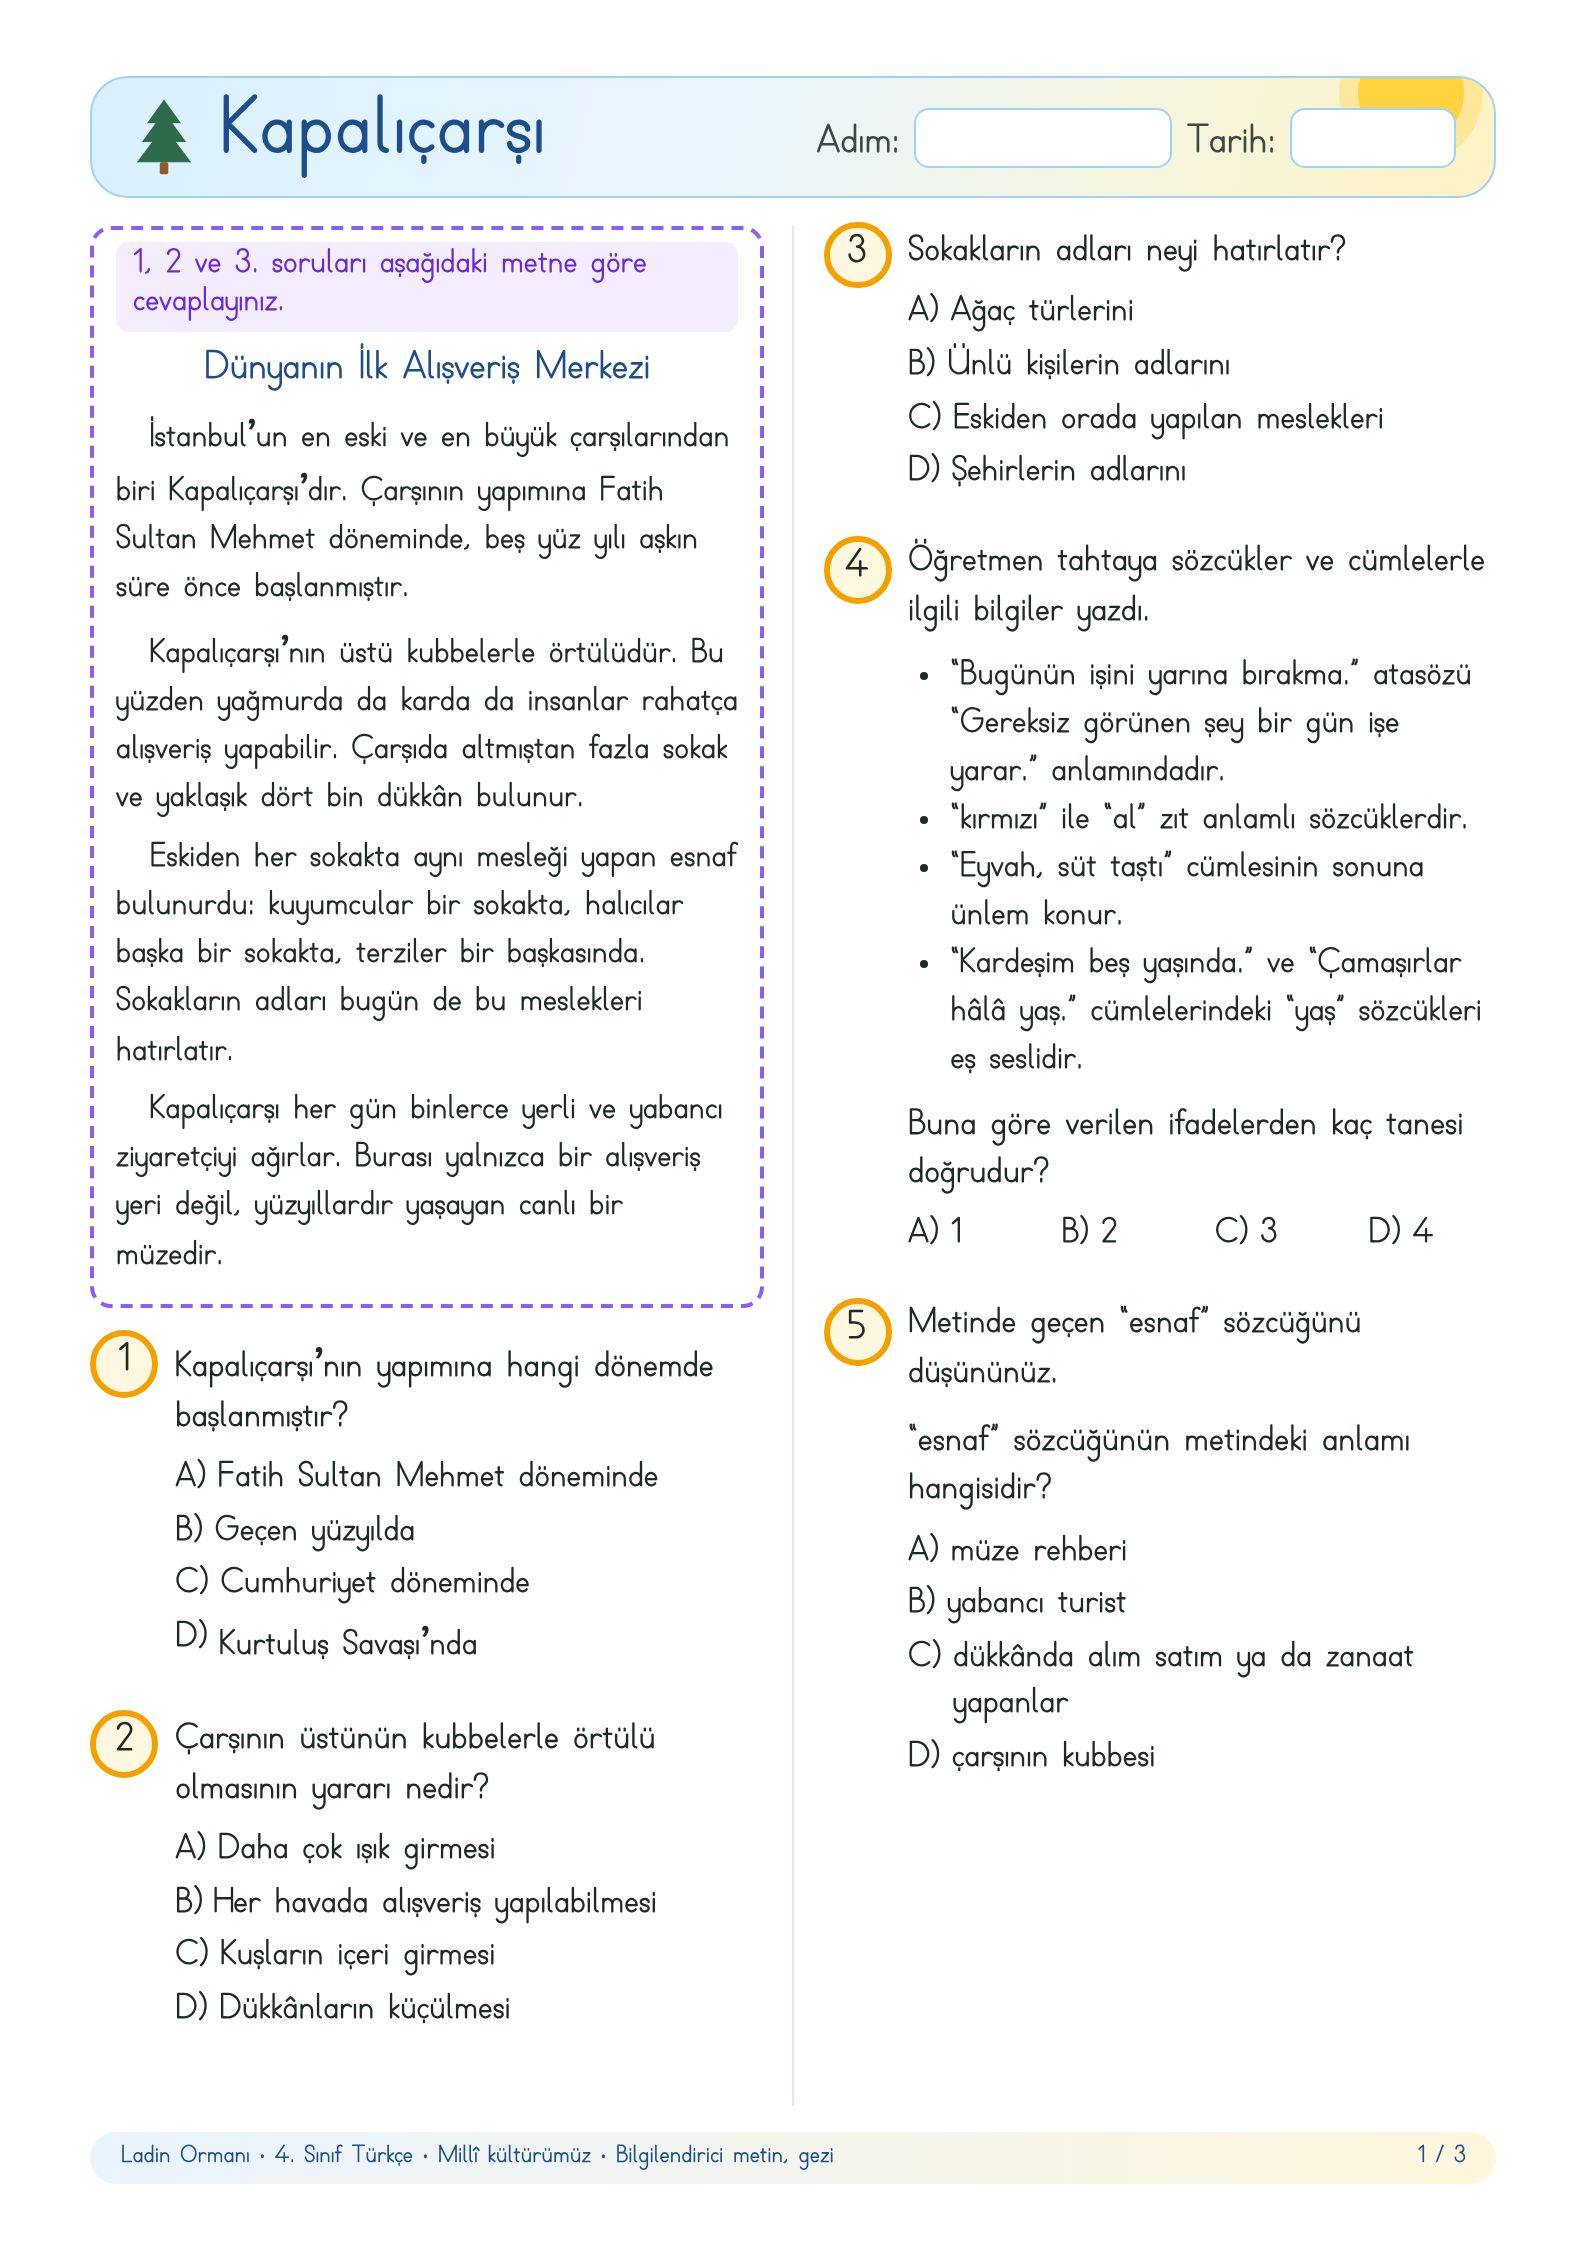 Kapalıçarşı
Adım:
Tarih:
1, 2 ve 3. soruları aşağıdaki metne göre
cevaplayınız.
Dünyanın İlk Alışveriş Merkezi
İstanbul’un en eski ve en büyük çarşılarından
biri Kapalıçarşı’dır. Çarşının yapımına Fatih
Sultan Mehmet döneminde, beş yüz yılı aşkın
süre önce başlanmıştır.
Kapalıçarşı’nın üstü kubbelerle örtülüdür. Bu
yüzden yağmurda da karda da insanlar rahatça
alışveriş yapabilir. Çarşıda altmıştan fazla sokak
ve yaklaşık dört bin dükkân bulunur.
Eskiden her sokakta aynı mesleği yapan esnaf
bulunurdu: kuyumcular bir sokakta, halıcılar
başka bir sokakta, terziler bir başkasında.
Sokakların adları bugün de bu meslekleri
hatırlatır.
Kapalıçarşı her gün binlerce yerli ve yabancı
ziyaretçiyi ağırlar. Burası yalnızca bir alışveriş
yeri değil, yüzyıllardır yaşayan canlı bir
müzedir.
1 Kapalıçarşı’nın yapımına hangi dönemde
başlanmıştır?
A) Fatih Sultan Mehmet döneminde
B) Geçen yüzyılda
C) Cumhuriyet döneminde
D) Kurtuluş Savaşı’nda
2 Çarşının üstünün kubbelerle örtülü
olmasının yararı nedir?
A) Daha çok ışık girmesi
B) Her havada alışveriş yapılabilmesi
C) Kuşların içeri girmesi
D) Dükkânların küçülmesi
3 Sokakların adları neyi hatırlatır?
A) Ağaç türlerini
B) Ünlü kişilerin adlarını
C) Eskiden orada yapılan meslekleri
D) Şehirlerin adlarını
4 Öğretmen tahtaya sözcükler ve cümlelerle
ilgili bilgiler yazdı.
• “Bugünün işini yarına bırakma.” atasözü
“Gereksiz görünen şey bir gün işe
yarar.” anlamındadır.
• “kırmızı” ile “al” zıt anlamlı sözcüklerdir.
• “Eyvah, süt taştı” cümlesinin sonuna
ünlem konur.
• “Kardeşim beş yaşında.” ve “Çamaşırlar
hâlâ yaş.” cümlelerindeki “yaş” sözcükleri
eş seslidir.
Buna göre verilen ifadelerden kaç tanesi
doğrudur?
A) 1 B) 2 C) 3 D) 4
5 Metinde geçen “esnaf” sözcüğünü
düşününüz.
“esnaf” sözcüğünün metindeki anlamı
hangisidir?
A) müze rehberi
B) yabancı turist
C) dükkânda alım satım ya da zanaat
yapanlar
D) çarşının kubbesi
Ladin Ormanı • 4. Sınıf Türkçe • Millî kültürümüz • Bilgilendirici metin, gezi
1 / 3